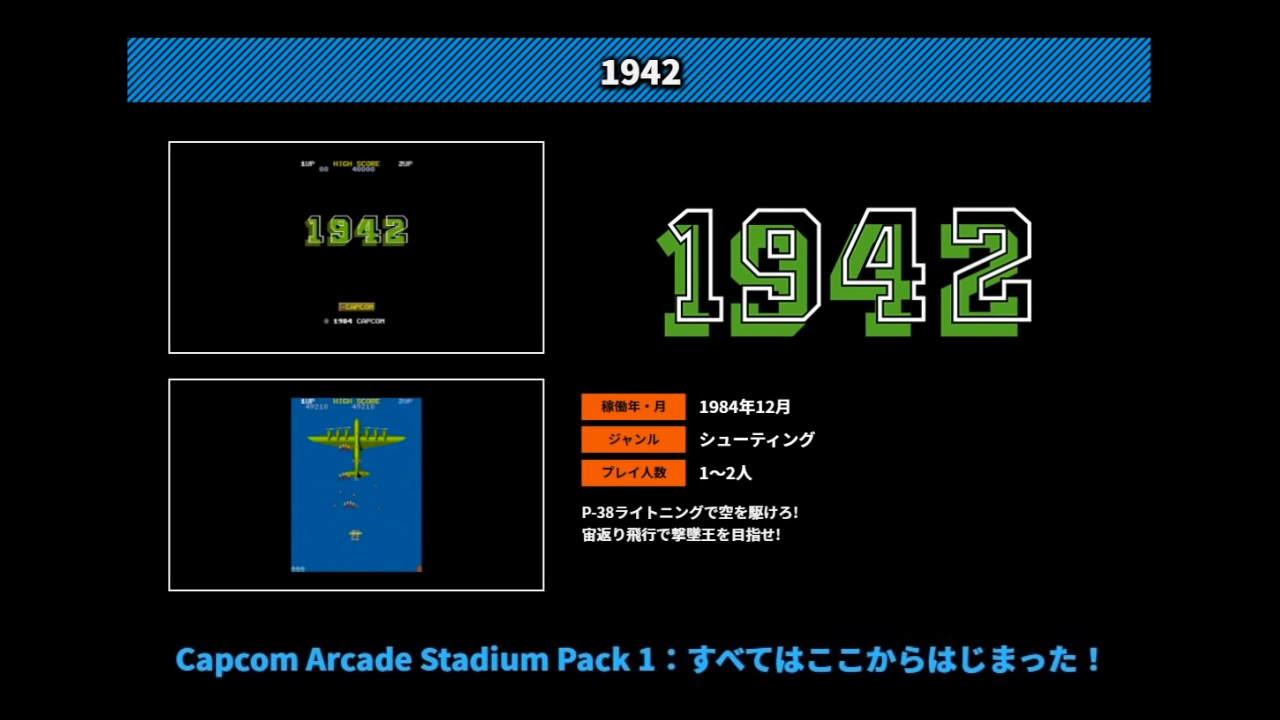 1942
1UP HIGH SCORE 2UP
00 40000
1942
CAPCOM
© 1984 CAPCOM
1942
1UP HIGH SCORE 2UP
49210 49210
稼働年・月 1984年12月
ジャンル シューティング
プレイ人数 1〜2人
P-38ライトニングで空を駆けろ!
宙返り飛行で撃墜王を目指せ!
Capcom Arcade Stadium Pack 1：すべてはここからはじまった！